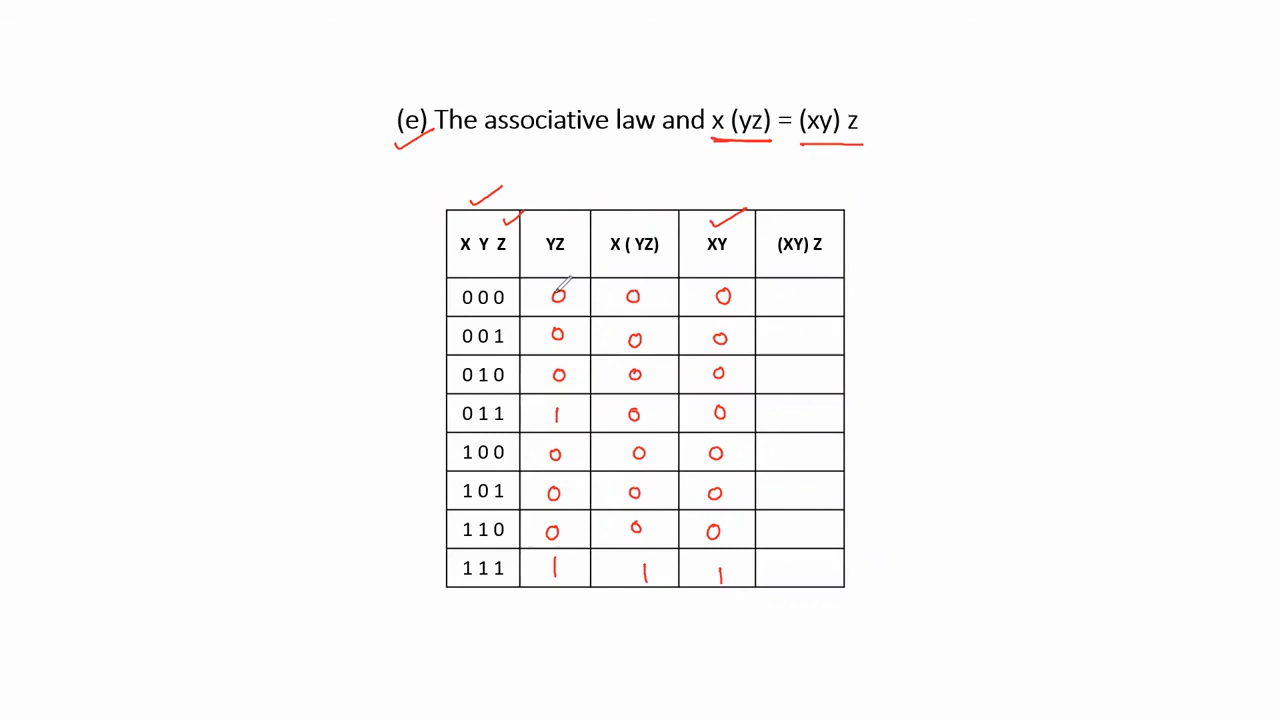 (e) The associative law and x (yz) = (xy) z
X Y Z YZ X ( YZ) XY (XY) Z
0 0 0 0 0 0
0 0 1 0 0 0
0 1 0 0 0 0
0 1 1 1 0 0
1 0 0 0 0 0
1 0 1 0 0 0
1 1 0 0 0 0
1 1 1 1 1 1